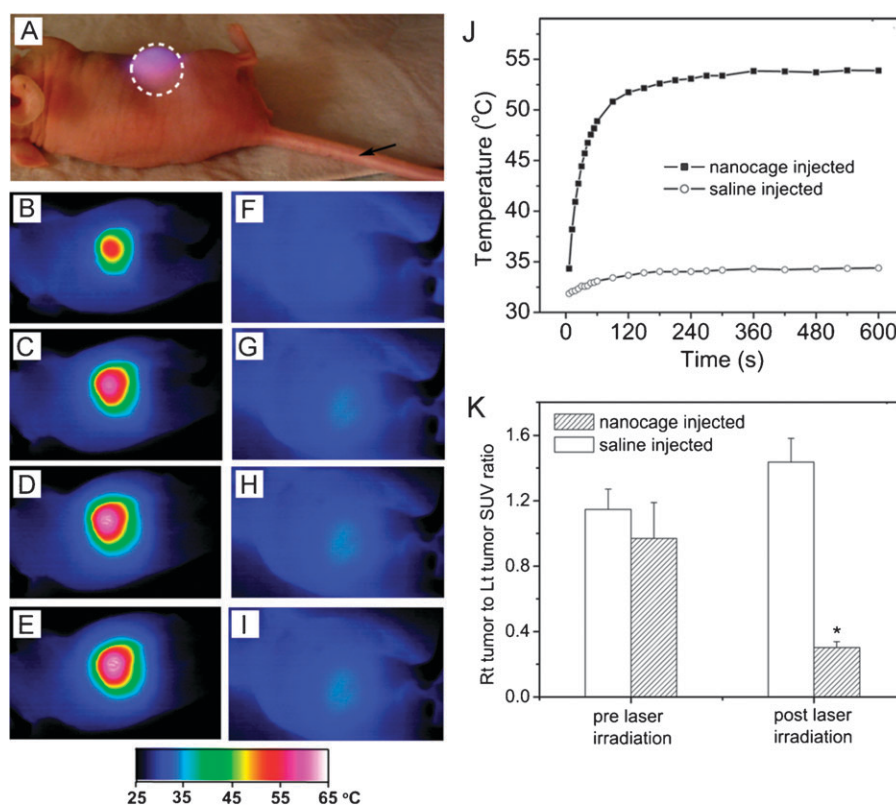 A
B
F
C
G
D
H
E
I
25 35 45 55 65 °C
J
Temperature (°C)
55
50
45
40
35
30
nanocage injected
saline injected
0 120 240 360 480 600
Time (s)
K
Rt tumor to Lt tumor SUV ratio
1.6
1.2
0.8
0.4
0.0
nanocage injected
saline injected
*
pre laser
irradiation
post laser
irradiation